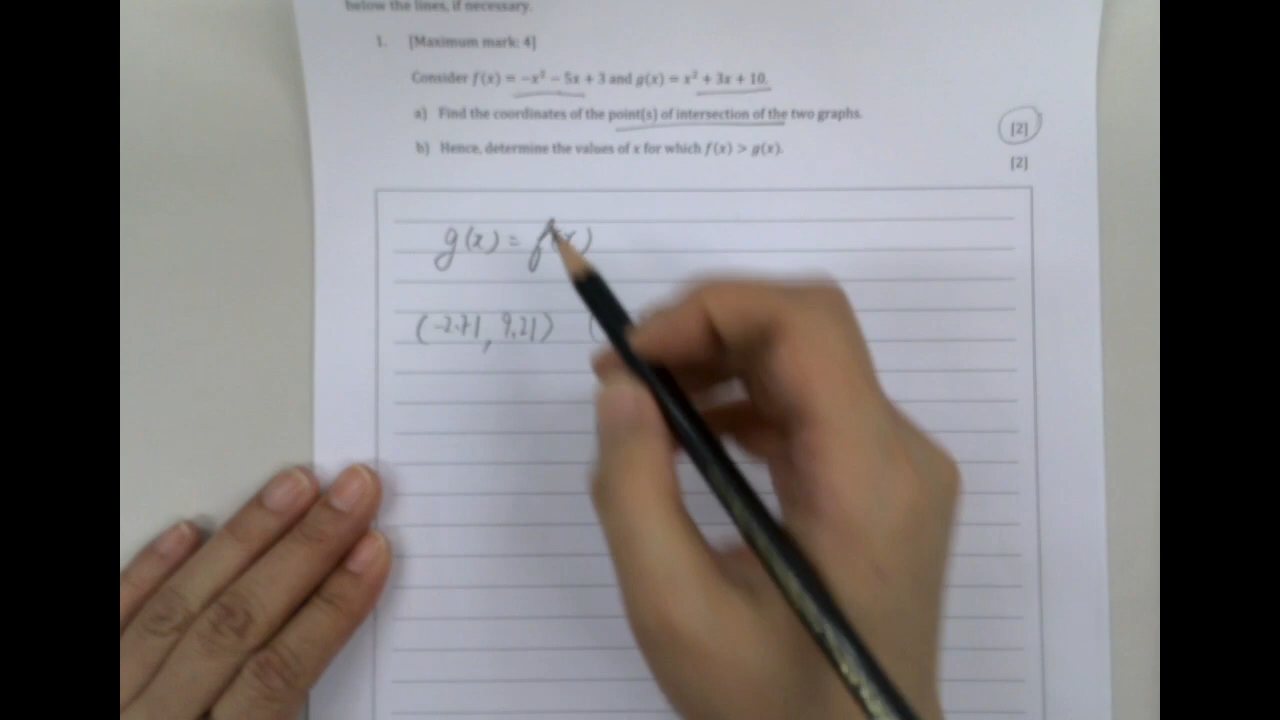 below the lines, if necessary.
1. [Maximum mark: 4]
Consider f(x) = −x² − 5x + 3 and g(x) = x² + 3x + 10.
a) Find the coordinates of the point(s) of intersection of the two graphs.
[2]
b) Hence, determine the values of x for which f(x) > g(x).
[2]
g(x) = f(x)
(-2.71, 9.21) (